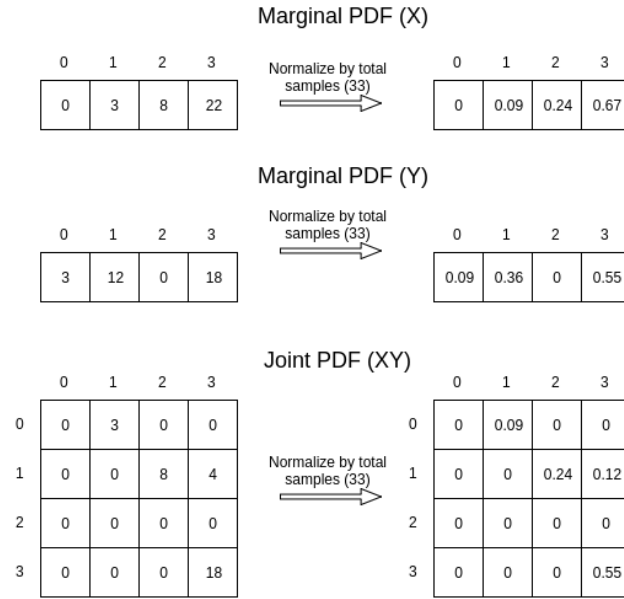 Marginal PDF (X)
0 1 2 3 Normalize by total 0 1 2 3
samples (33)
0 3 8 22 0 0.09 0.24 0.67
Marginal PDF (Y)
Normalize by total
0 1 2 3 samples (33) 0 1 2 3
3 12 0 18 0.09 0.36 0 0.55
Joint PDF (XY)
0 1 2 3 0 1 2 3
0 0 3 0 0 0 0 0.09 0 0
1 0 0 8 4 Normalize by total 1 0 0 0.24 0.12
samples (33)
2 0 0 0 0 2 0 0 0 0
3 0 0 0 18 3 0 0 0 0.55